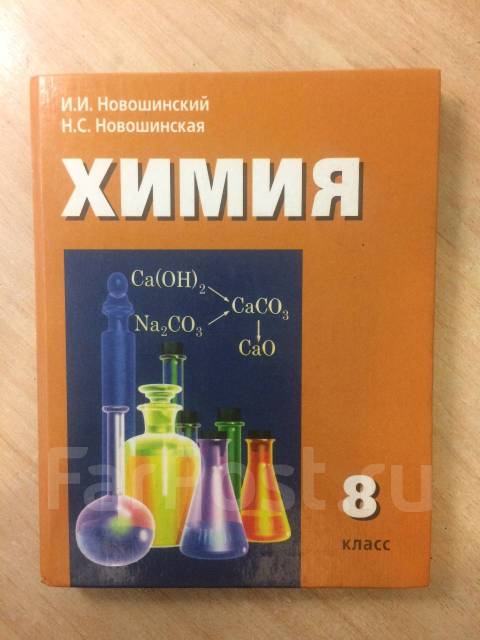 И.И. Новошинский
Н.С. Новошинская
ХИМИЯ
Ca(OH)₂
CaCO₃
Na₂CO₃
CaO
FarPost.ru
8
класс